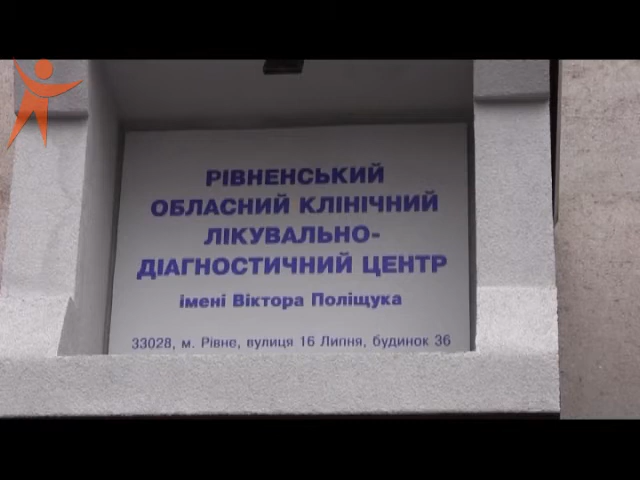 РІВНЕНСЬКИЙ
ОБЛАСНИЙ КЛІНІЧНИЙ
ЛІКУВАЛЬНО-
ДІАГНОСТИЧНИЙ ЦЕНТР
імені Віктора Поліщука
33028, м. Рівне, вулиця 16 Липня, будинок 36